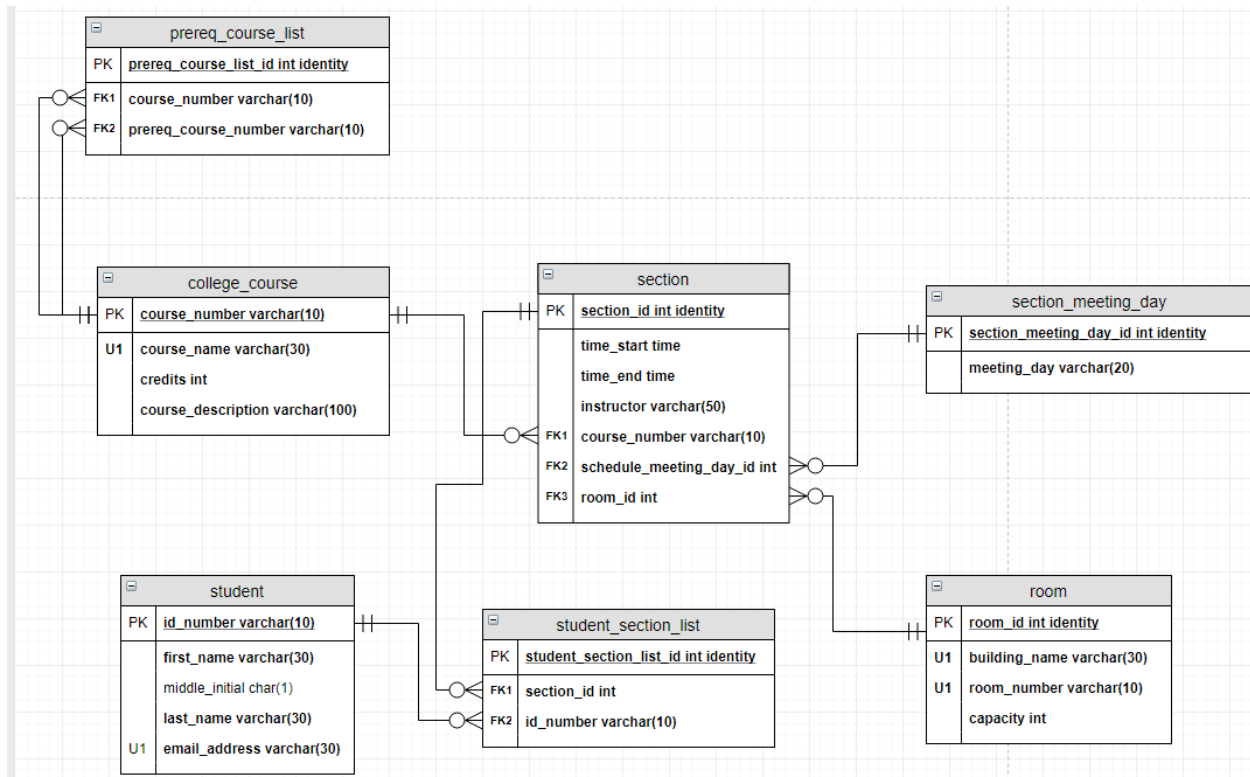 prereq_course_list
PK prereq_course_list_id int identity
FK1 course_number varchar(10)
FK2 prereq_course_number varchar(10)
college_course
PK course_number varchar(10)
U1 course_name varchar(30)
credits int
course_description varchar(100)
section
PK section_id int identity
time_start time
time_end time
instructor varchar(50)
FK1 course_number varchar(10)
FK2 schedule_meeting_day_id int
FK3 room_id int
section_meeting_day
PK section_meeting_day_id int identity
meeting_day varchar(20)
student
PK id_number varchar(10)
first_name varchar(30)
middle_initial char(1)
last_name varchar(30)
U1 email_address varchar(30)
student_section_list
PK student_section_list_id int identity
FK1 section_id int
FK2 id_number varchar(10)
room
PK room_id int identity
U1 building_name varchar(30)
U1 room_number varchar(10)
capacity int